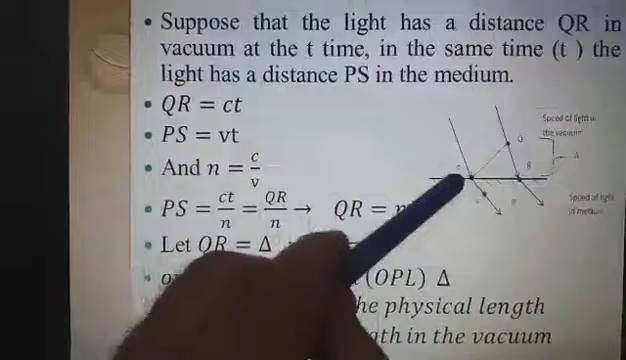 • Suppose that the light has a distance QR in
vacuum at the t time, in the same time (t ) the
light has a distance PS in the medium.
• QR = ct
• PS = vt
• And n = c/v
• PS = ct/n = QR/n → QR = n
• Let QR = Δ
(OPL) Δ
he physical length
th in the vacuum
Speed of light in
the vacuum
Q
R
Speed of light
in medium